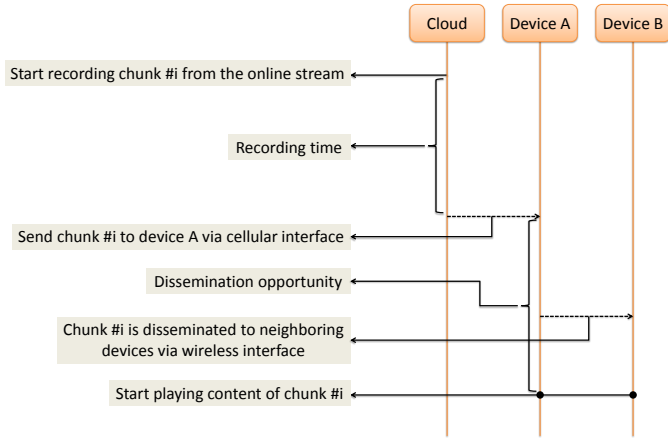 Cloud Device A Device B
Start recording chunk #i from the online stream
Recording time
Send chunk #i to device A via cellular interface
Dissemination opportunity
Chunk #i is disseminated to neighboring
devices via wireless interface
Start playing content of chunk #i